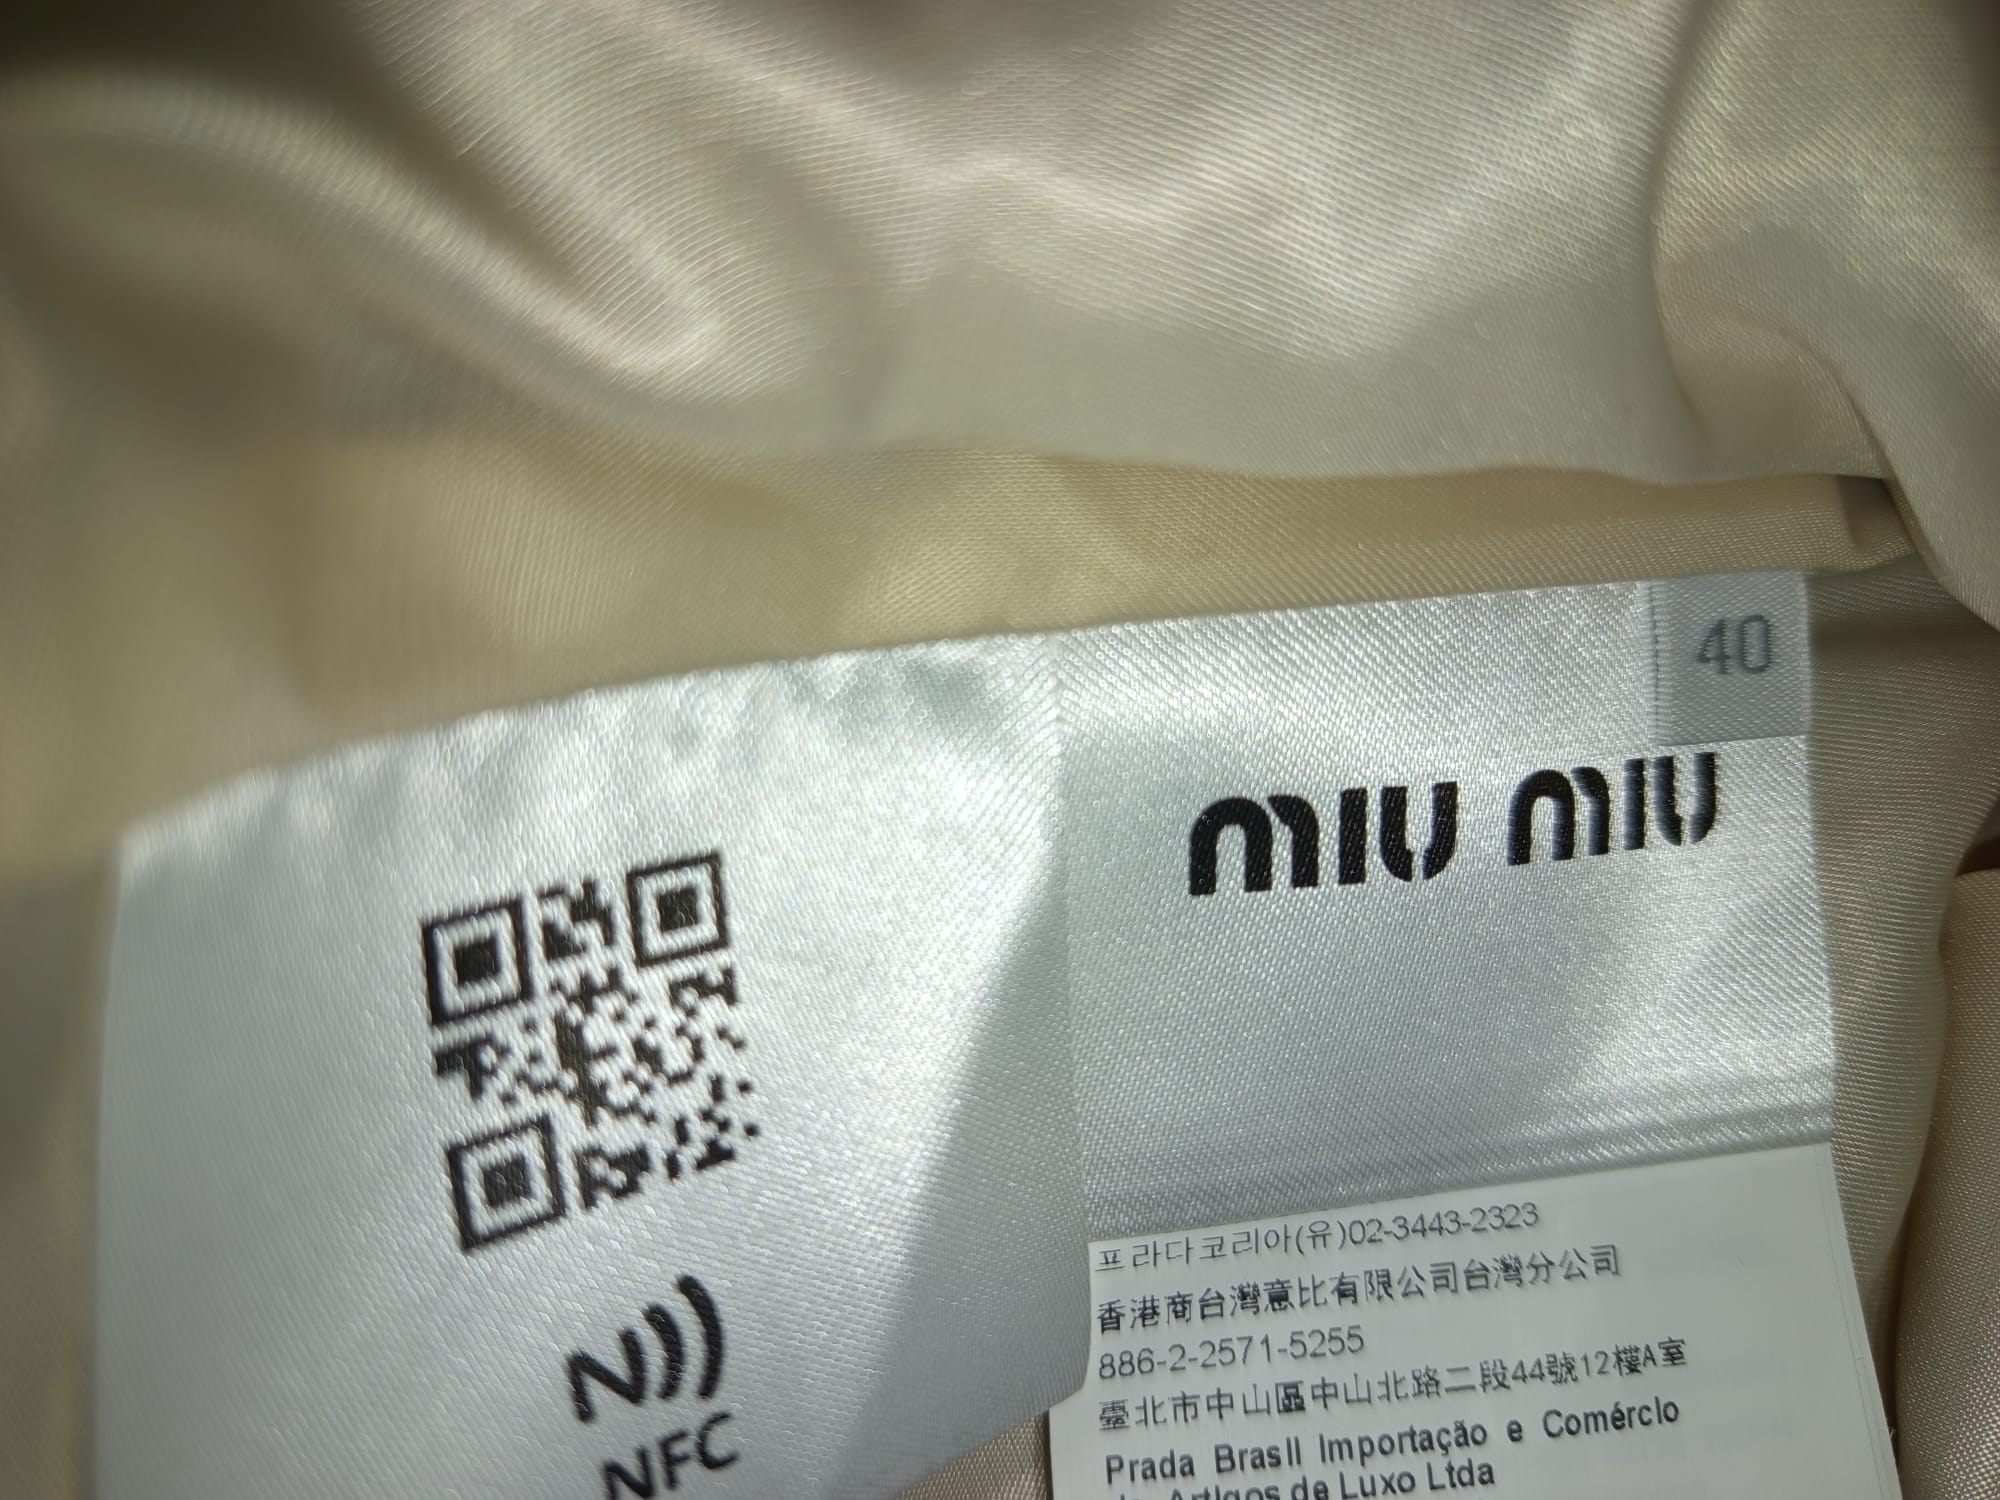 40
MIU MIU
NFC
프라다코리아(유)02-3443-2323
香港商台灣意比有限公司台灣分公司
886-2-2571-5255
臺北市中山區中山北路二段44號12樓A室
Prada Brasil Importação e Comércio
de Artigos de Luxo Ltda